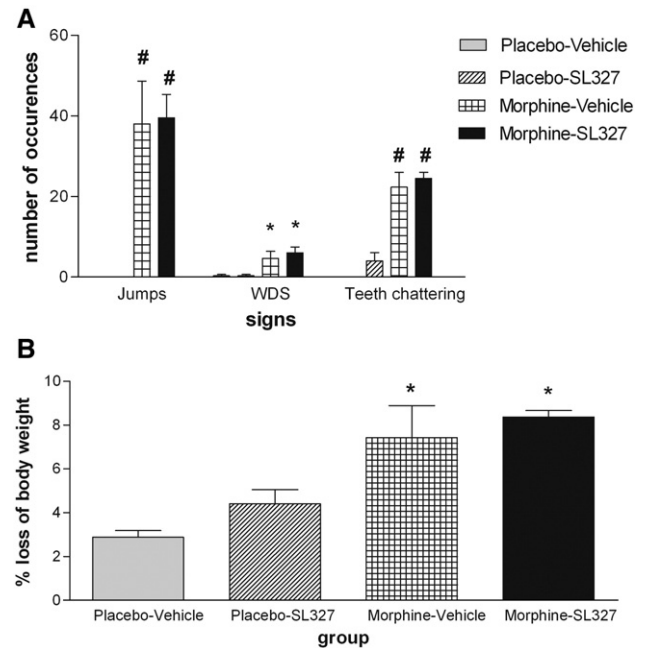 A
60
40
20
0
number of occurences
# # # #
* *
Jumps WDS Teeth chattering
signs
Placebo-Vehicle
Placebo-SL327
Morphine-Vehicle
Morphine-SL327
B
10
8
6
4
2
0
% loss of body weight
* *
Placebo-Vehicle Placebo-SL327 Morphine-Vehicle Morphine-SL327
group